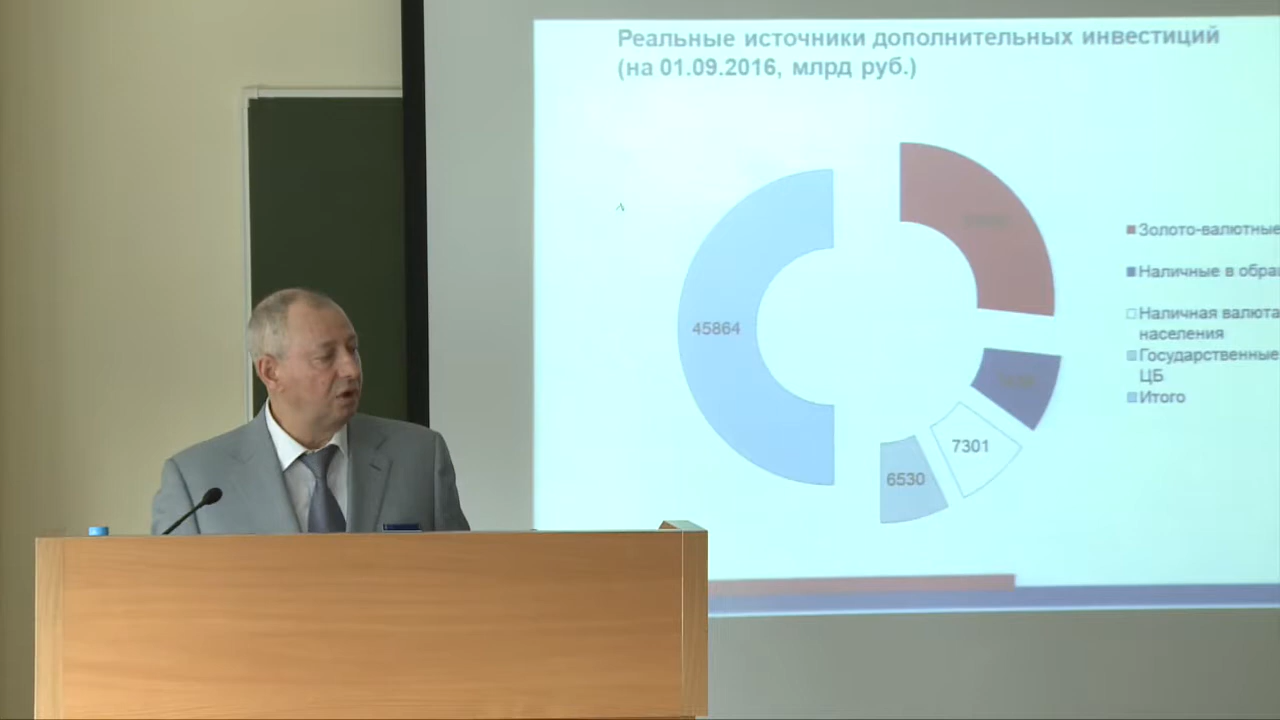 Реальные источники дополнительных инвестиций
(на 01.09.2016, млрд руб.)
45864
7301
6530
Золото-валютные
Наличные в
Наличная валюта
населения
Государственные
ЦБ
Итого